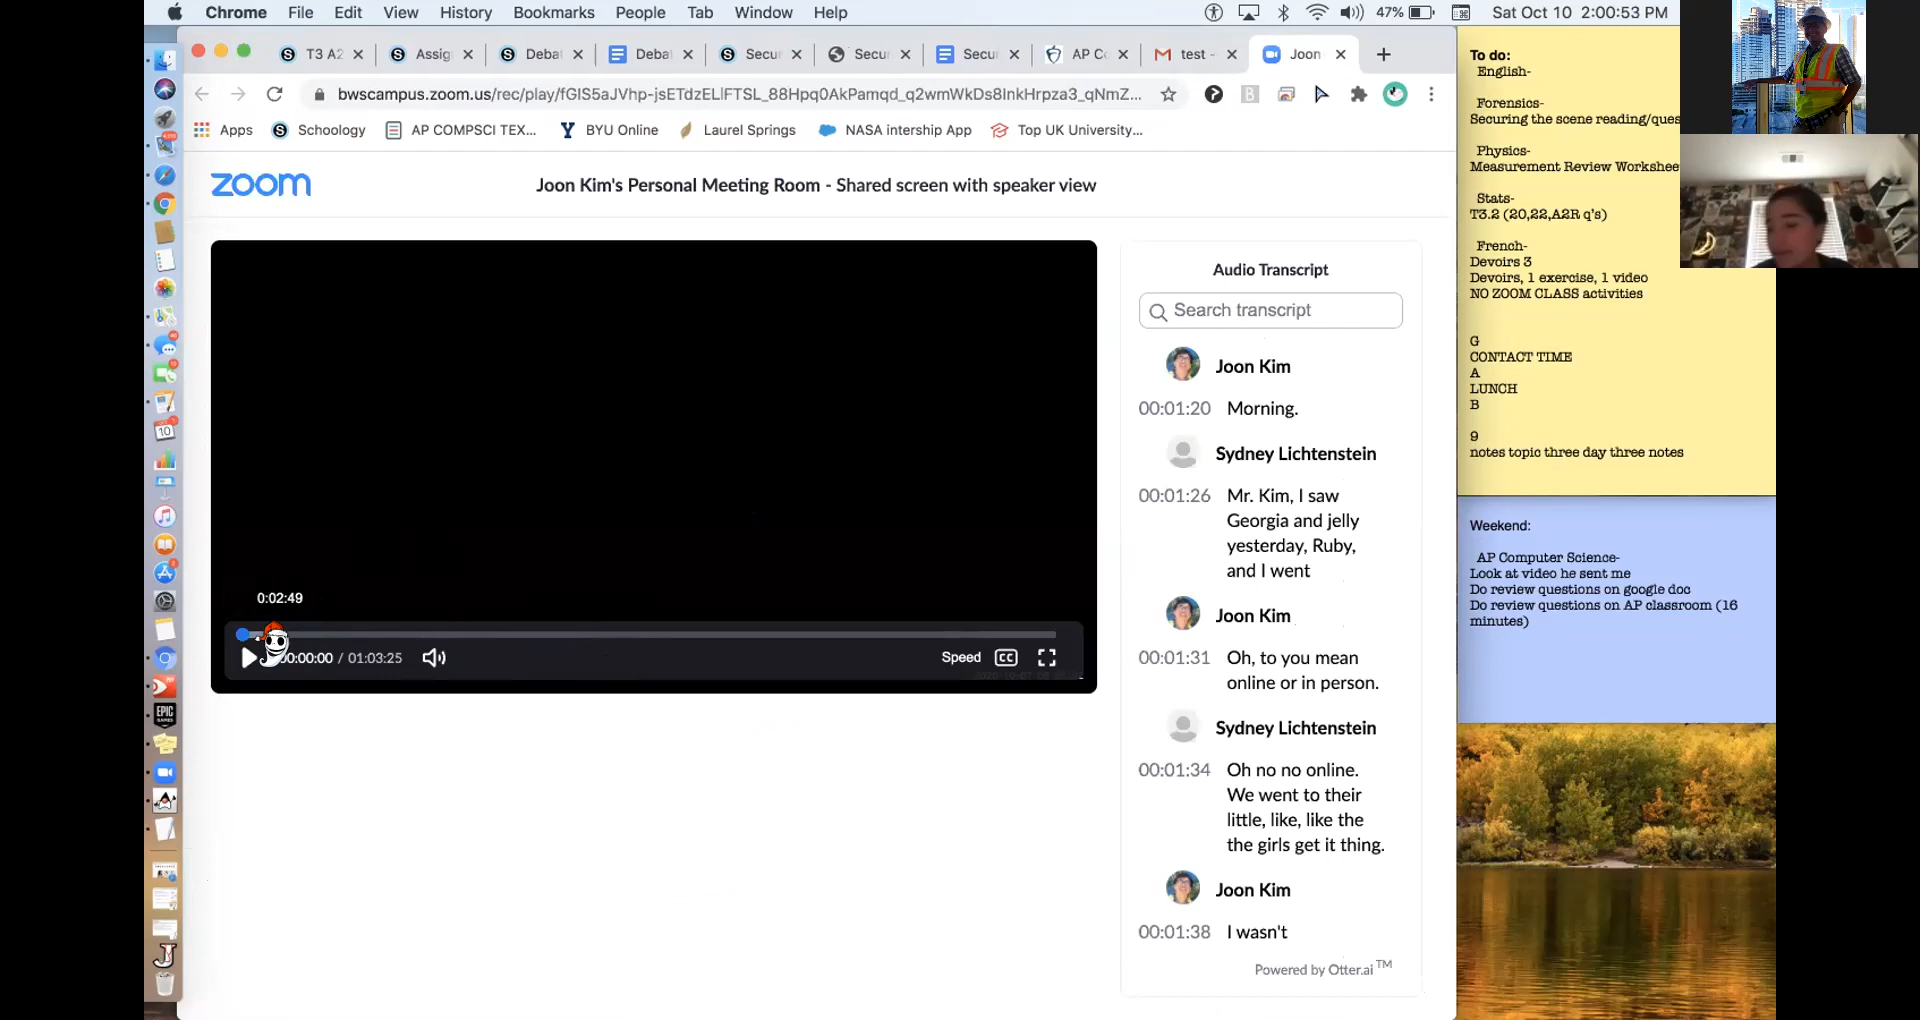 Chrome File Edit View History Bookmarks People Tab Window Help
47% Sat Oct 10 2:00:53 PM
T3 A2
Assig
Debat
Debat
Secur
Secur
Secur
AP Co
test -
Joon
bwscampus.zoom.us/rec/play/
Apps
Schoology
AP COMPSCI TEX...
BYU Online
Laurel Springs
NASA intership App
Top UK University...
zoom
Joon Kim's Personal Meeting Room - Shared screen with speaker view
0:02:49
00:00:00 / 01:03:25
Speed
CC
Audio Transcript
Search transcript
Joon Kim
00:01:20 Morning.
Sydney Lichtenstein
00:01:26 Mr. Kim, I saw
Georgia and jelly
yesterday, Ruby,
and I went
Joon Kim
00:01:31 Oh, to you mean
online or in person.
Sydney Lichtenstein
00:01:34 Oh no no online.
We went to their
little, like, like the
the girls get it thing.
Joon Kim
00:01:38 I wasn't
Powered by Otter.ai TM
To do:
English-
Forensics-
Securing the scene reading/ques
Physics-
Measurement Review Workshee
Stats-
T3.2 (20,22,A2R q's)
French-
Devoirs 3
Devoirs, 1 exercise, 1 video
NO ZOOM CLASS activities
G
CONTACT TIME
A
LUNCH
B
9
notes topic three day three notes
Weekend:
AP Computer Science-
Look at video he sent me
Do review questions on google doc
Do review questions on AP classroom (16
minutes)
10
EPIC
GAMES